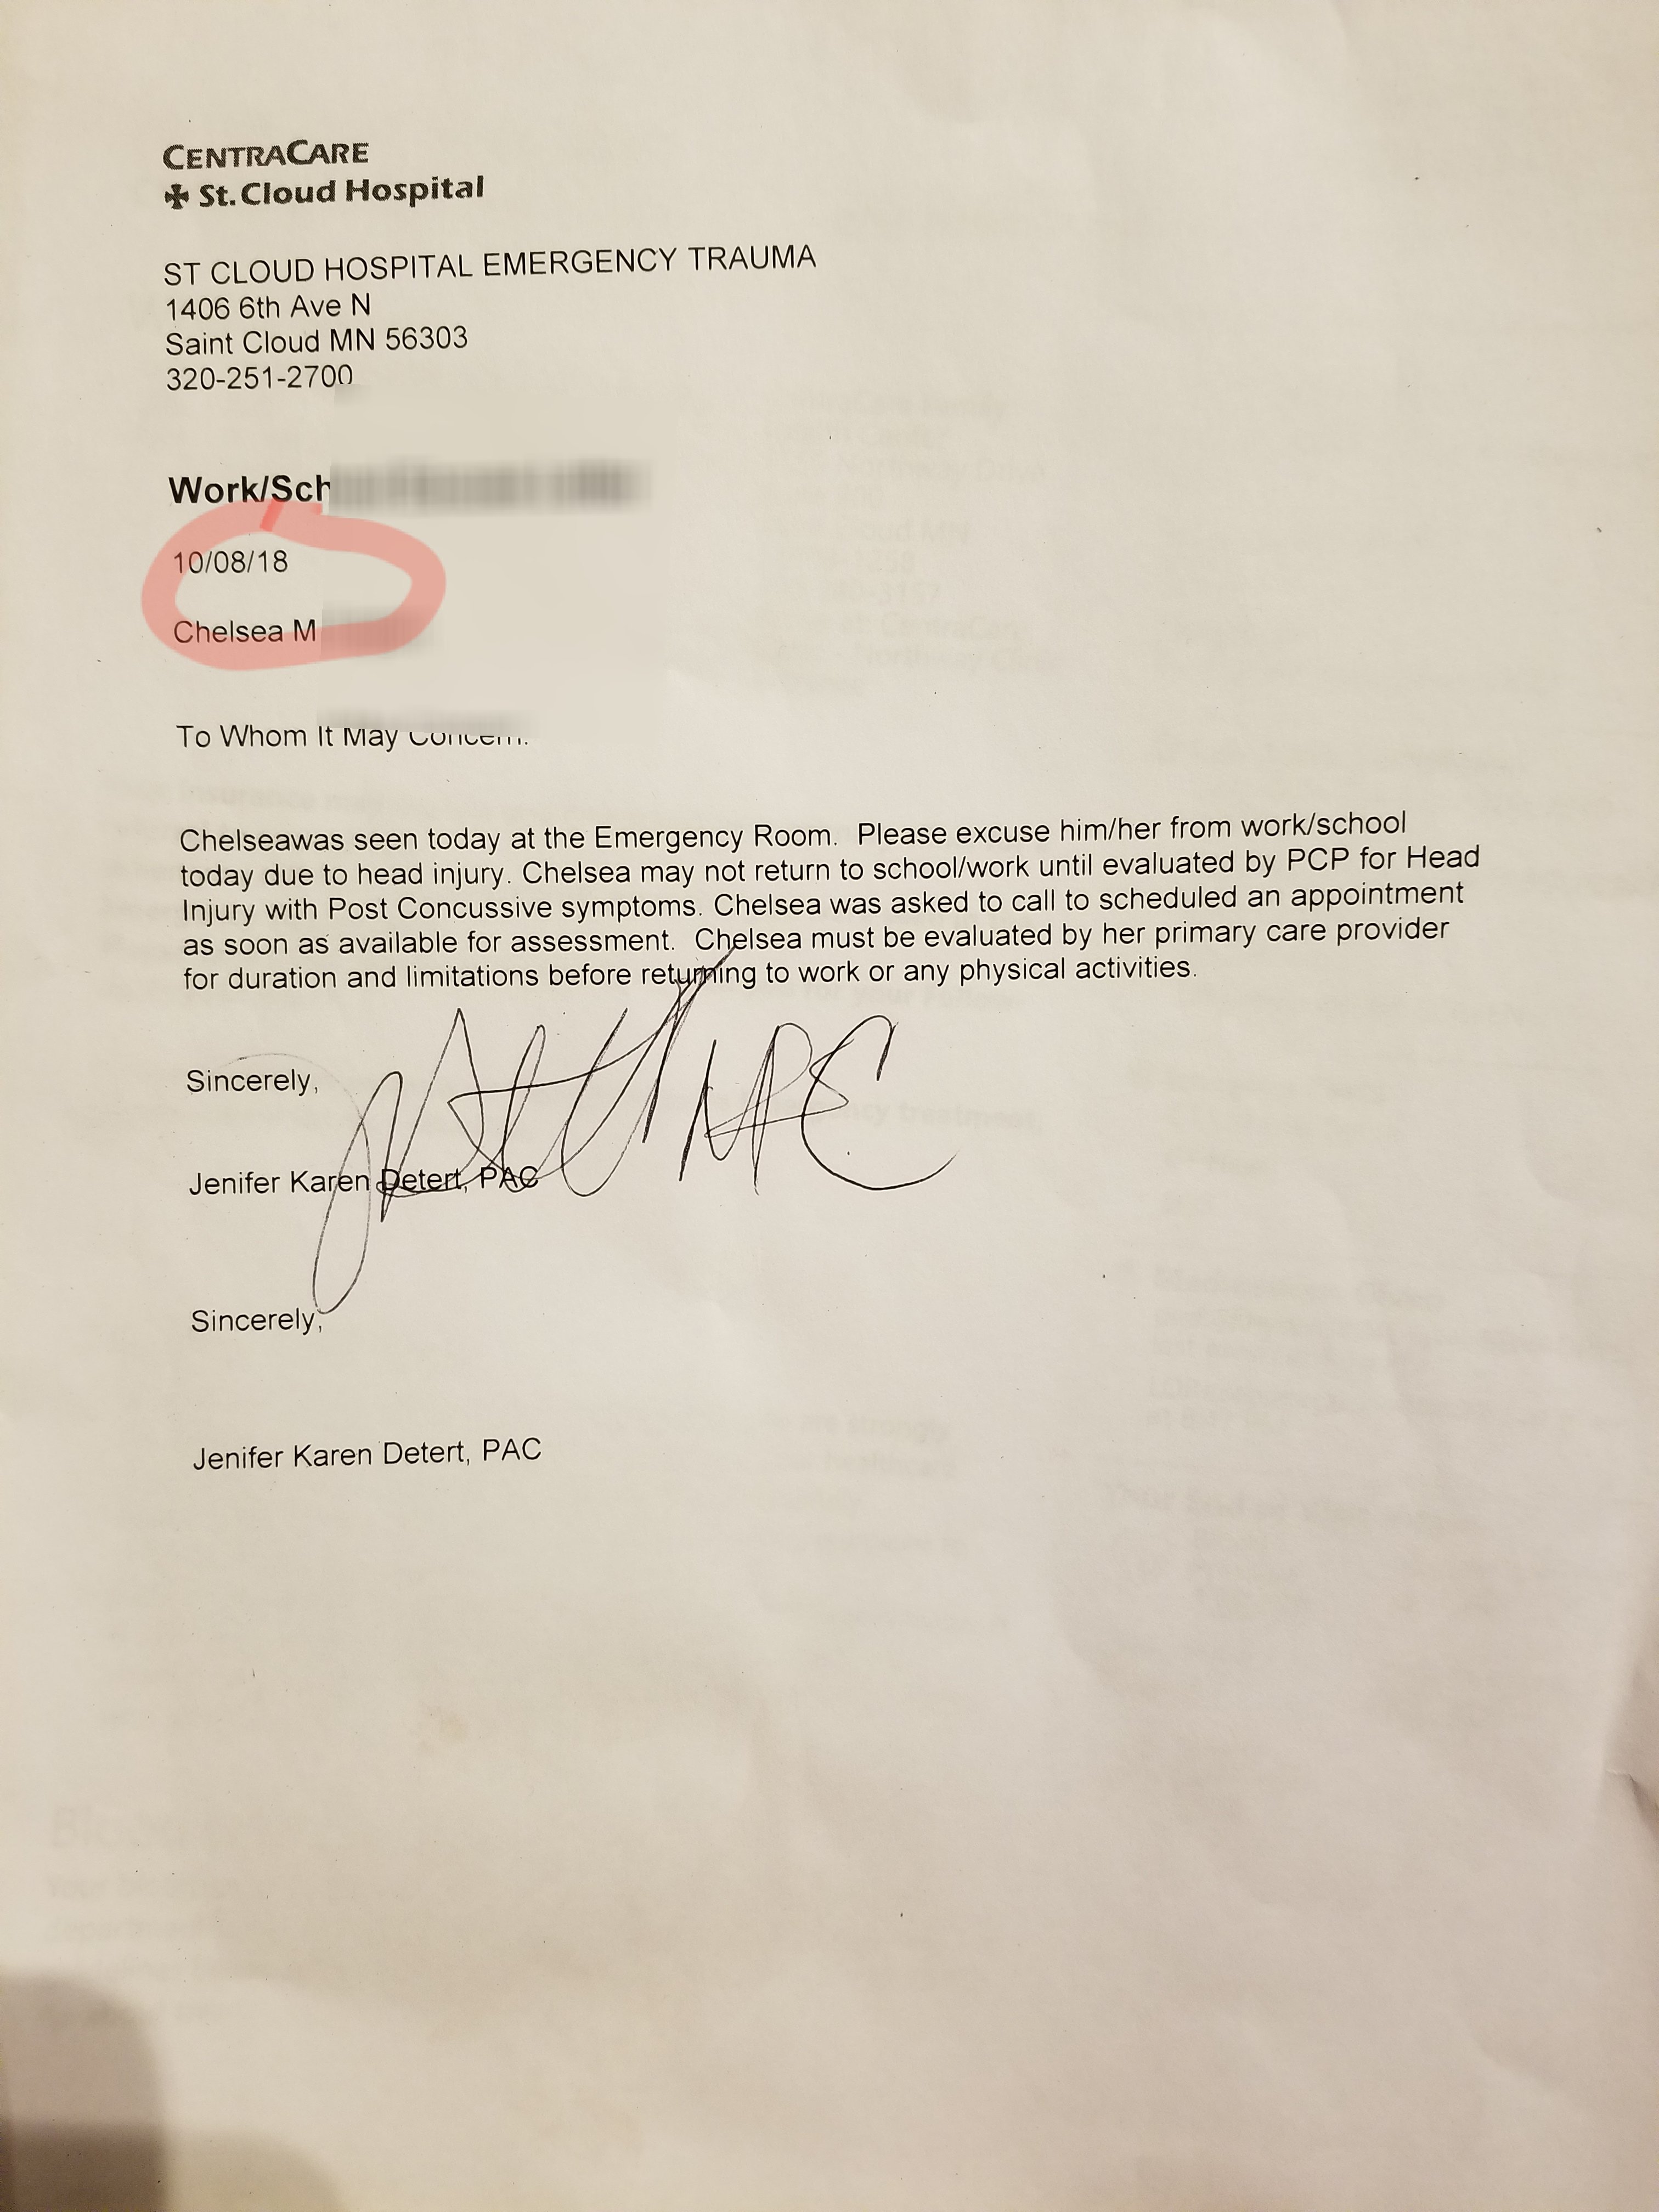 CENTRACARE
St. Cloud Hospital
ST CLOUD HOSPITAL EMERGENCY TRAUMA
1406 6th Ave N
Saint Cloud MN 56303
320-251-2700
Work/Sch
10/08/18
Chelsea M
To Whom It May Concern:
Chelseawas seen today at the Emergency Room. Please excuse him/her from work/school
today due to head injury. Chelsea may not return to school/work until evaluated by PCP for Head
Injury with Post Concussive symptoms. Chelsea was asked to call to scheduled an appointment
as soon as available for assessment. Chelsea must be evaluated by her primary care provider
for duration and limitations before returning to work or any physical activities.
Sincerely,
Jenifer Karen Detert, PAC
Sincerely,
Jenifer Karen Detert, PAC